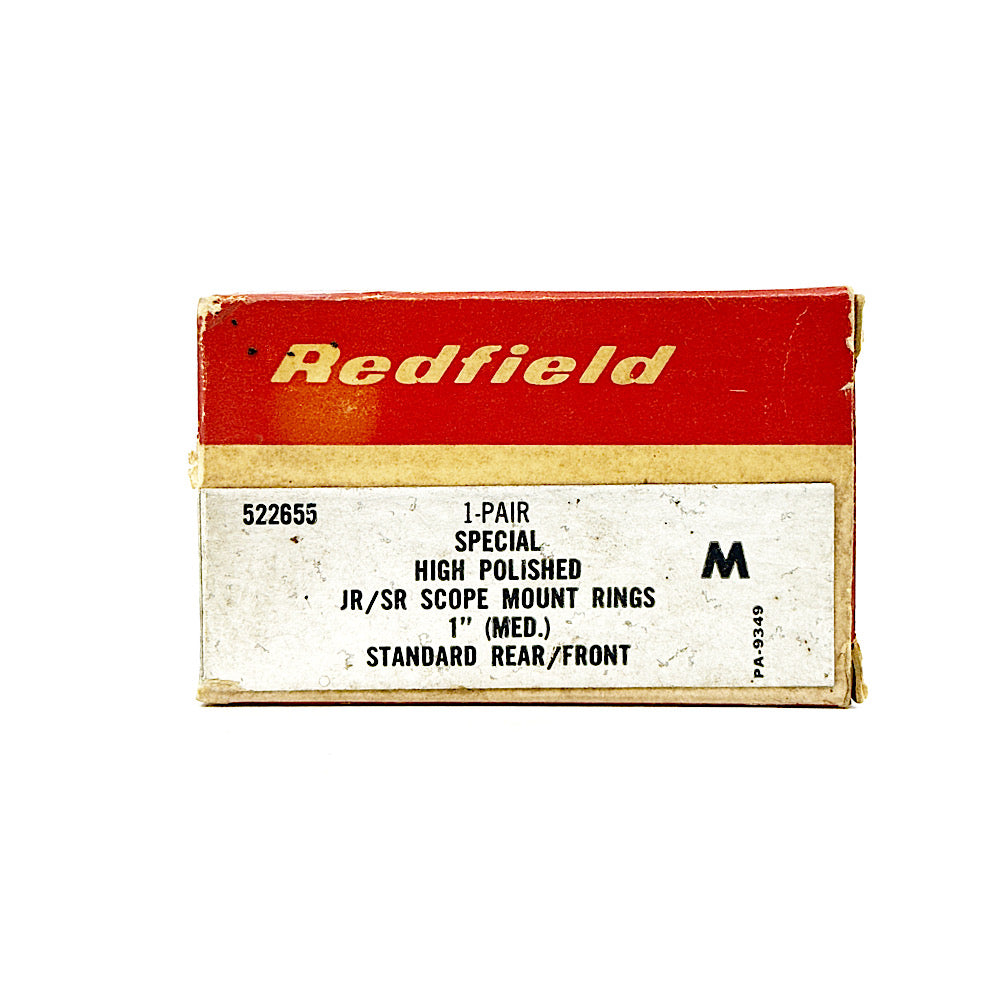 Redfield
522655
1-PAIR
SPECIAL
HIGH POLISHED
JR/SR SCOPE MOUNT RINGS
1" (MED.)
STANDARD REAR/FRONT
M
PA-9349